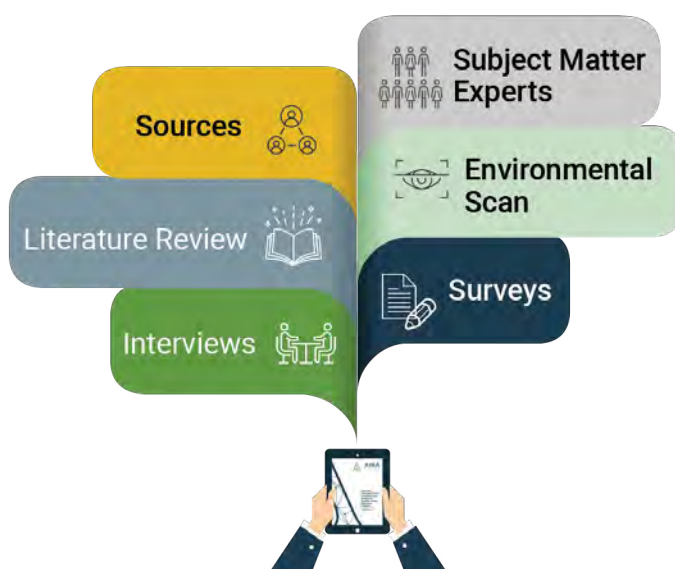 Subject Matter
Experts
Sources
Environmental
Scan
Literature Review
Surveys
Interviews